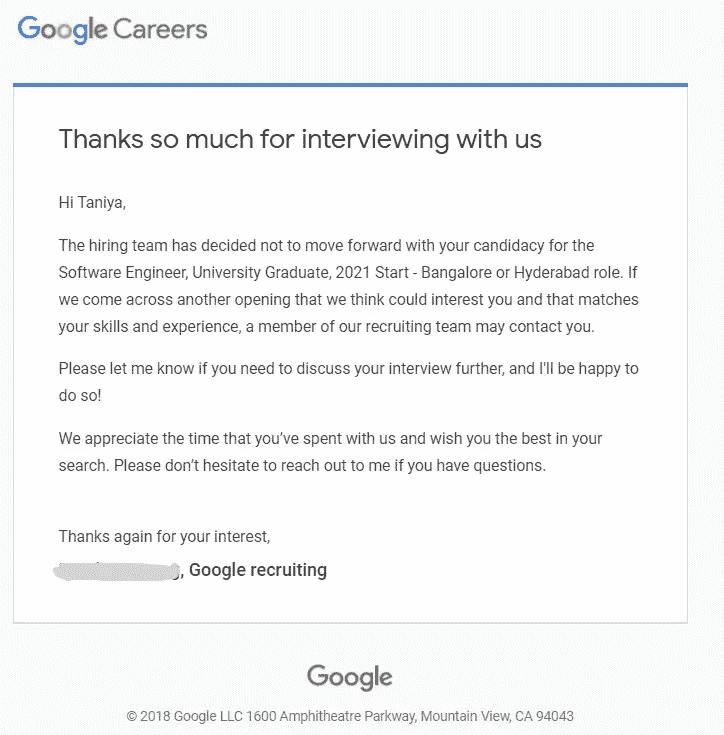 Google Careers
Thanks so much for interviewing with us
Hi Taniya,
The hiring team has decided not to move forward with your candidacy for the
Software Engineer, University Graduate, 2021 Start - Bangalore or Hyderabad role. If
we come across another opening that we think could interest you and that matches
your skills and experience, a member of our recruiting team may contact you.
Please let me know if you need to discuss your interview further, and I'll be happy to
do so!
We appreciate the time that you’ve spent with us and wish you the best in your
search. Please don’t hesitate to reach out to me if you have questions.
Thanks again for your interest,
, Google recruiting
Google
© 2018 Google LLC 1600 Amphitheatre Parkway, Mountain View, CA 94043